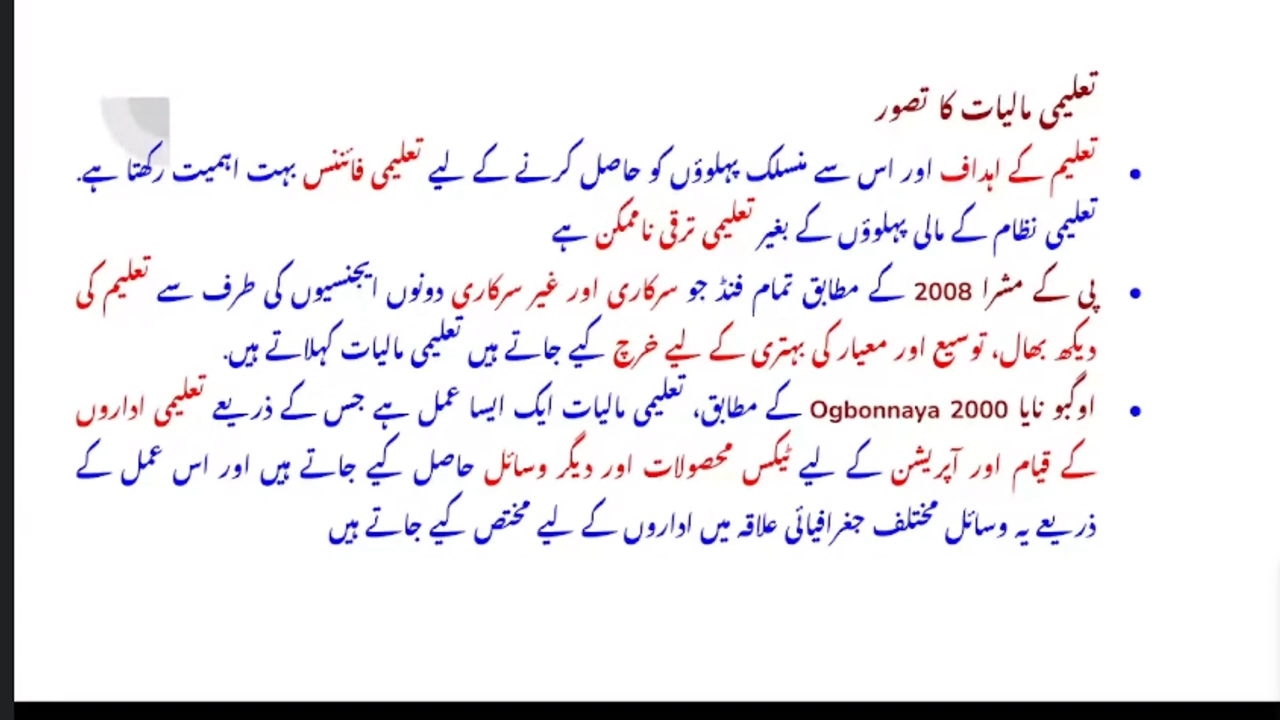 تعلیمی مالیات کا تصور
• تعلیم کے اہداف اور اس سے منسلک پہلوؤں کو حاصل کرنے کے لیے تعلیمی فائننس بہت اہمیت رکھتا ہے۔
تعلیمی نظام کے مالی پہلوؤں کے بغیر تعلیمی ترقی ناممکن ہے
• پی کے مشرا 2008 کے مطابق تمام فنڈ جو سرکاری اور غیر سرکاری دونوں ایجنسیوں کی طرف سے تعلیم کی
دیکھ بھال، توسیع اور معیار کی بہتری کے لیے خرچ کیے جاتے ہیں تعلیمی مالیات کہلاتے ہیں۔
• اوگبو نایا Ogbonnaya 2000 کے مطابق، تعلیمی مالیات ایک ایسا عمل ہے جس کے ذریعے تعلیمی اداروں
کے قیام اور آپریشن کے لیے ٹیکس محصولات اور دیگر وسائل حاصل کیے جاتے ہیں اور اس عمل کے
ذریعے یہ وسائل مختلف جغرافیائی علاقہ میں اداروں کے لیے مختص کیے جاتے ہیں